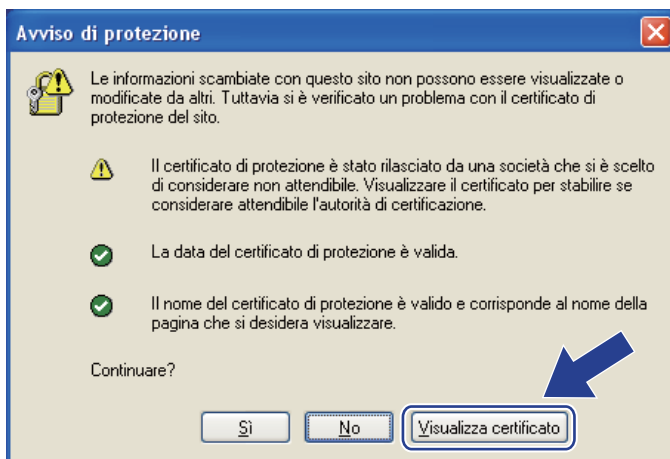 Avviso di protezione
Le informazioni scambiate con questo sito non possono essere visualizzate o
modificate da altri. Tuttavia si è verificato un problema con il certificato di
protezione del sito.
Il certificato di protezione è stato rilasciato da una società che si è scelto
di considerare non attendibile. Visualizzare il certificato per stabilire se
considerare attendibile l'autorità di certificazione.
La data del certificato di protezione è valida.
Il nome del certificato di protezione è valido e corrisponde al nome della
pagina che si desidera visualizzare.
Continuare?
Sì No Visualizza certificato